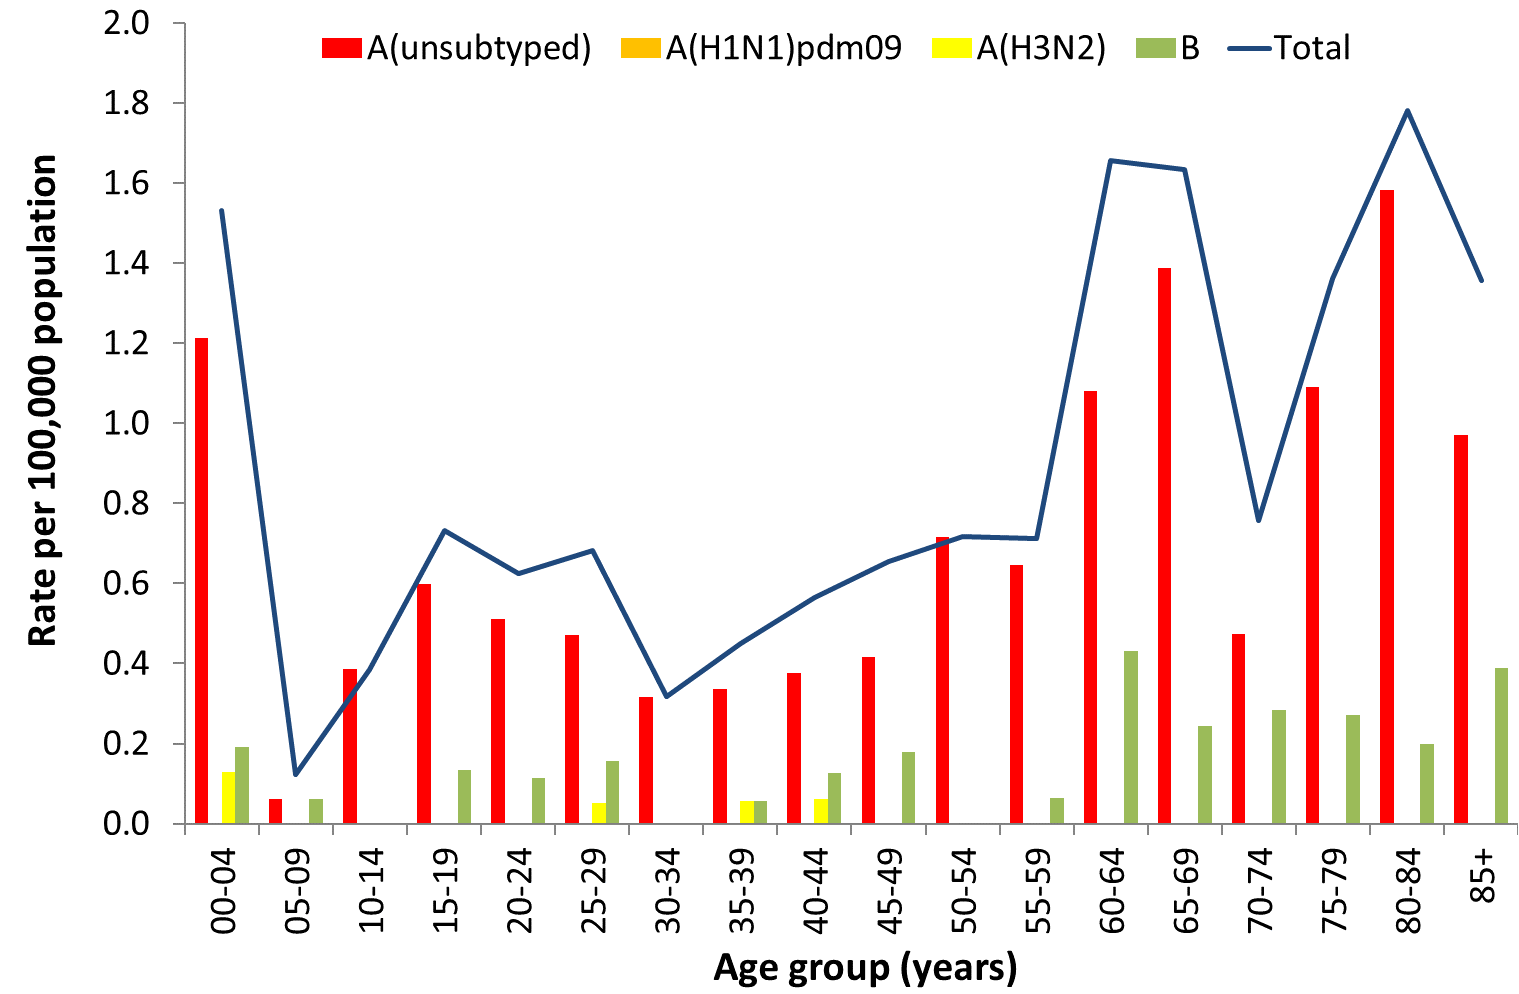 A(unsubtyped) A(H1N1)pdm09 A(H3N2) B Total
Rate per 100,000 population
2.0
1.8
1.6
1.4
1.2
1.0
0.8
0.6
0.4
0.2
0.0
00-04 05-09 10-14 15-19 20-24 25-29 30-34 35-39 40-44 45-49 50-54 55-59 60-64 65-69 70-74 75-79 80-84 85+
Age group (years)